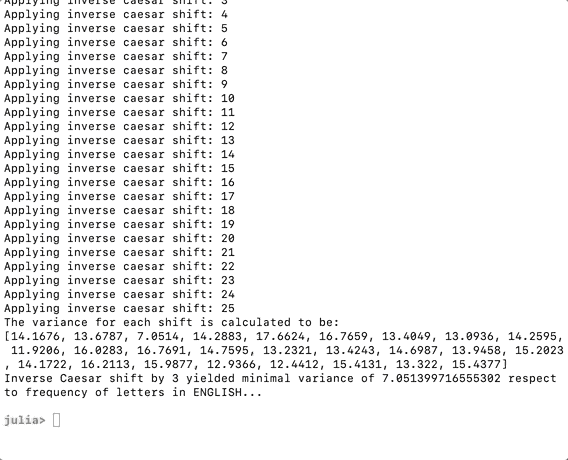 Applying inverse caesar shift: 3
Applying inverse caesar shift: 4
Applying inverse caesar shift: 5
Applying inverse caesar shift: 6
Applying inverse caesar shift: 7
Applying inverse caesar shift: 8
Applying inverse caesar shift: 9
Applying inverse caesar shift: 10
Applying inverse caesar shift: 11
Applying inverse caesar shift: 12
Applying inverse caesar shift: 13
Applying inverse caesar shift: 14
Applying inverse caesar shift: 15
Applying inverse caesar shift: 16
Applying inverse caesar shift: 17
Applying inverse caesar shift: 18
Applying inverse caesar shift: 19
Applying inverse caesar shift: 20
Applying inverse caesar shift: 21
Applying inverse caesar shift: 22
Applying inverse caesar shift: 23
Applying inverse caesar shift: 24
Applying inverse caesar shift: 25
The variance for each shift is calculated to be:
[14.1676, 13.6787, 7.0514, 14.2883, 17.6624, 16.7659, 13.4049, 13.0936, 14.2595,
 11.9206, 16.0283, 16.7691, 14.7595, 13.2321, 13.4243, 14.6987, 13.9458, 15.2023
, 14.1722, 16.2113, 15.9877, 12.9366, 12.4412, 15.4131, 13.322, 15.4377]
Inverse Caesar shift by 3 yielded minimal variance of 7.051399716555302 respect
to frequency of letters in ENGLISH...
julia>